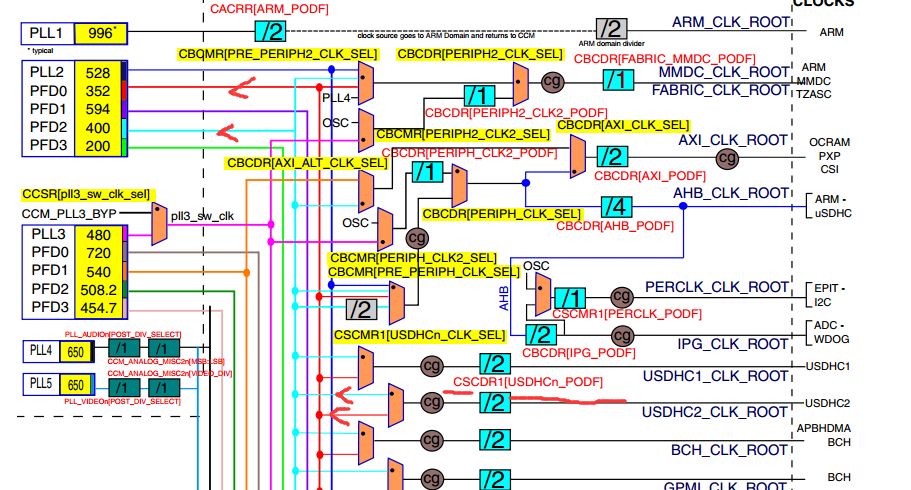 CLOCKS
CACRR[ARM_PODF]
PLL1 996* /2 clock source goes to ARM Domain and returns to CCM /2 ARM_CLK_ROOT ARM
* typical
ARM domain divider
CBCMR[PRE_PERIPH2_CLK_SEL] CBCDR[PERIPH2_CLK_SEL]
CBCDR[FABRIC_MMDC_PODF]
PLL2 528
PFD0 352
PFD1 594
PFD2 400
PFD3 200
cg /1 MMDC_CLK_ROOT
FABRIC_CLK_ROOT
ARM
MMDC
TZASC
PLL4
/1
CBCDR[PERIPH2_CLK2_PODF]
OSC
CBCMR[PERIPH2_CLK2_SEL]
CBCDR[AXI_CLK_SEL]
CBCDR[PERIPH_CLK2_PODF]
AXI_CLK_ROOT
OCRAM
PXP
CSI
/2 cg
CBCDR[AXI_PODF]
CBCDR[AXI_ALT_CLK_SEL]
/1
CCSR[pll3_sw_clk_sel]
CCM_PLL3_BYP
pll3_sw_clk
AHB_CLK_ROOT
ARM -
uSDHC
/4
CBCDR[AHB_PODF]
CBCDR[PERIPH_CLK_SEL]
OSC
cg
PLL3 480
PFD0 720
PFD1 540
PFD2 508.2
PFD3 454.7
CBCMR[PERIPH_CLK2_SEL]
CBCMR[PRE_PERIPH_CLK_SEL]
/2
AHB
OSC
/1 cg PERCLK_CLK_ROOT
EPIT -
I2C
CSCMR1[PERCLK_PODF]
/2 cg IPG_CLK_ROOT
ADC -
WDOG
CBCDR[IPG_PODF]
CSCMR1[USDHCn_CLK_SEL]
PLL_AUDIOn[POST_DIV_SELECT]
PLL4 650 /1 /1
CCM_ANALOG_MISC2n[MSB:LSB]
CCM_ANALOG_MISC2n[VIDEO_DIV]
PLL5 650 /1 /1
PLL_VIDEOn[POST_DIV_SELECT]
cg /2 USDHC1_CLK_ROOT USDHC1
CSCDR1[USDHCn_PODF]
cg /2 USDHC2_CLK_ROOT USDHC2
cg /2 BCH_CLK_ROOT
APBHDMA
BCH
cg /2 GPMI_CLK_ROOT BCH